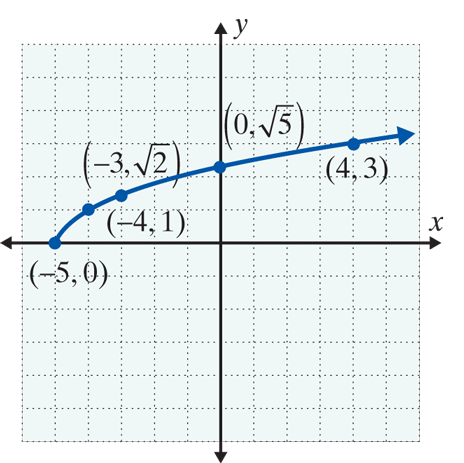 y
(0,√5)
(−3,√2)
(4, 3)
(−4, 1)
x
(−5, 0)